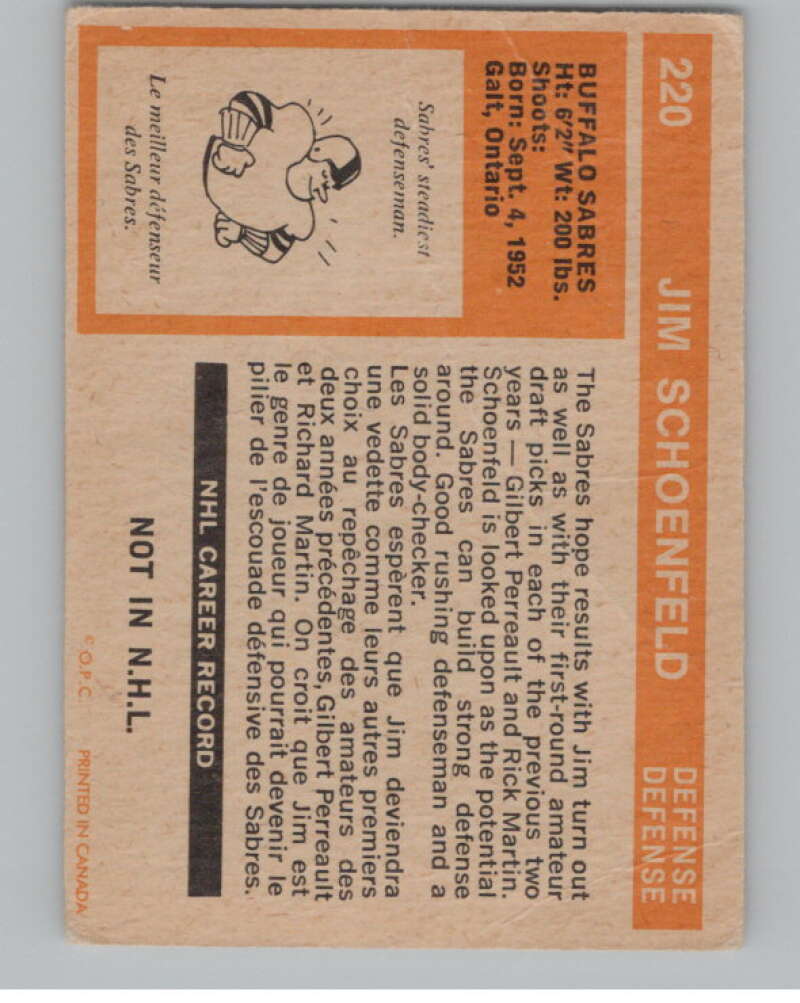 220 JIM SCHOENFELD DEFENSE
DEFENSE
BUFFALO SABRES
Ht: 6'2" Wt: 200 lbs.
Shoots:
Born: Sept. 4, 1952
Galt, Ontario
Sabres' steadiest
defenseman.
Le meilleur défenseur
des Sabres.
The Sabres hope results with Jim turn out
as well as with their first-round amateur
draft picks in each of the previous two
years — Gilbert Perreault and Rick Martin.
Schoenfeld is looked upon as the potential
the Sabres can build strong defense
around. Good rushing defenseman and a
solid body-checker.
Les Sabres espèrent que Jim deviendra
une vedette comme leurs autres premiers
choix au repêchage des amateurs des
deux années précédentes, Gilbert Perreault
et Richard Martin. On croit que Jim est
le genre de joueur qui pourrait devenir le
pilier de l'escouade défensive des Sabres.
NHL CAREER RECORD
NOT IN N.H.L.
© O.P.C. PRINTED IN CANADA